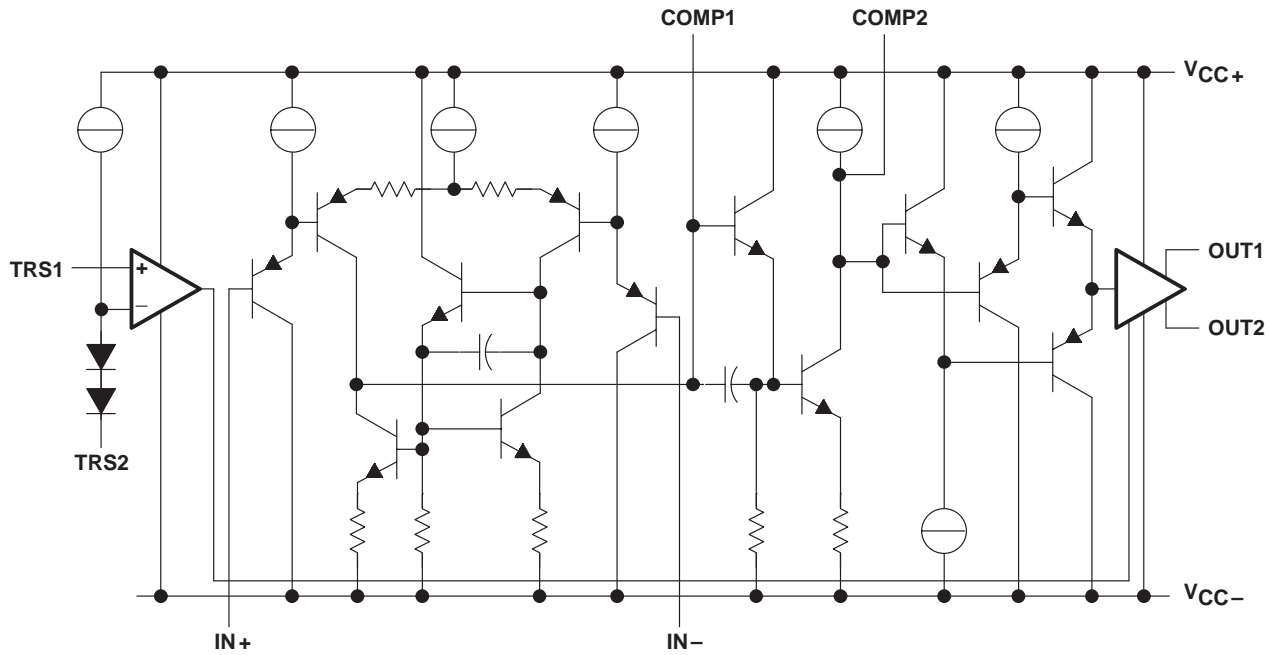 COMP1
COMP2
VCC+
TRS1
+
−
OUT1
OUT2
TRS2
VCC−
IN+
IN−